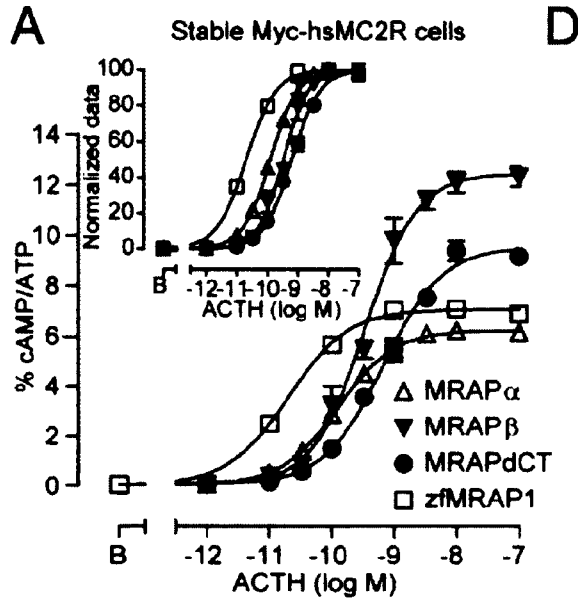 A
Stable Myc-hsMC2R cells
D
Normalized data
100
80
60
40
20
0
B
-12 -11 -10 -9 -8 -7
ACTH (log M)
% cAMP/ATP
14
12
10
8
6
4
2
0
MRAPα
MRAPβ
MRAPdCT
zfMRAP1
B
-12 -11 -10 -9 -8 -7
ACTH (log M)